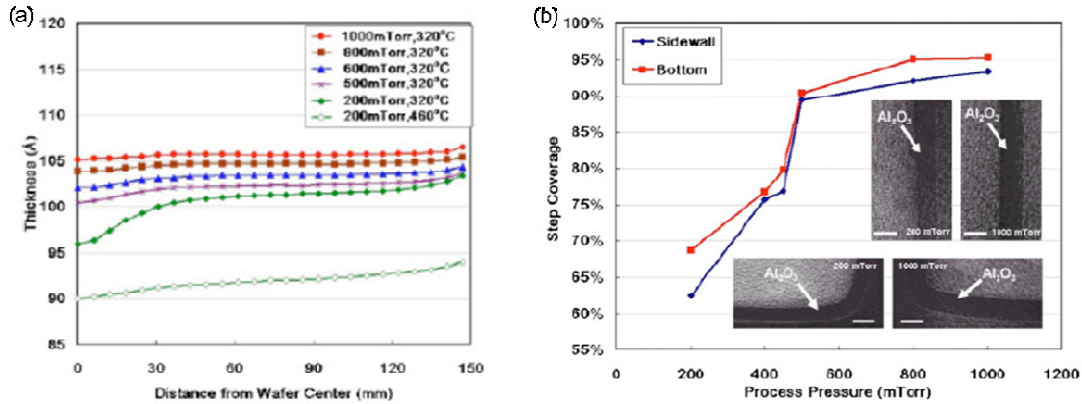 (a)
120
115
110
105
100
95
90
85
Thickness (Å)
0
30
60
90
120
150
Distance from Wafer Center (mm)
1000mTorr,320°C
800mTorr,320°C
600mTorr,320°C
500mTorr,320°C
200mTorr,320°C
200mTorr,460°C
(b)
100%
95%
90%
85%
80%
75%
70%
65%
60%
55%
Step Coverage
0
200
400
600
800
1000
1200
Process Pressure (mTorr)
Sidewall
Bottom
Al₂O₃
200 mTorr
Al₂O₃
1000 mTorr
Al₂O₃
200 mTorr
1000 mTorr
Al₂O₃